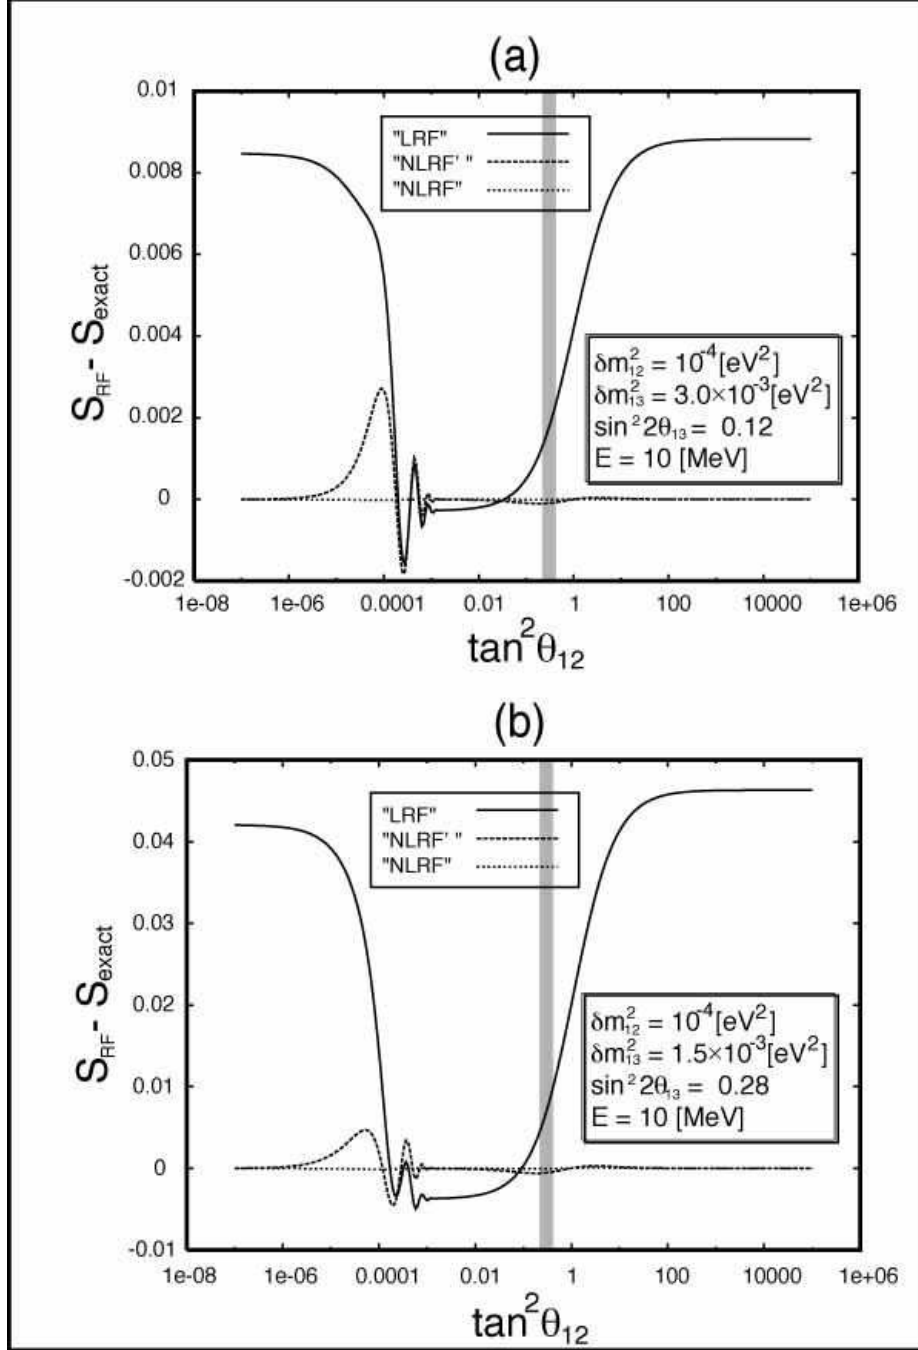 (a)
0.01
0.008
0.006
0.004
0.002
0
-0.002
S_RF - S_exact
"LRF"
"NLRF' "
"NLRF"
δm²₁₂ = 10⁻⁴ [eV²]
δm²₁₃ = 3.0×10⁻³ [eV²]
sin²2θ₁₃ = 0.12
E = 10 [MeV]
1e-08 1e-06 0.0001 0.01 1 100 10000 1e+06
tan²θ₁₂
(b)
0.05
0.04
0.03
0.02
0.01
0
-0.01
S_RF - S_exact
"LRF"
"NLRF' "
"NLRF"
δm²₁₂ = 10⁻⁴ [eV²]
δm²₁₃ = 1.5×10⁻³ [eV²]
sin²2θ₁₃ = 0.28
E = 10 [MeV]
1e-08 1e-06 0.0001 0.01 1 100 10000 1e+06
tan²θ₁₂